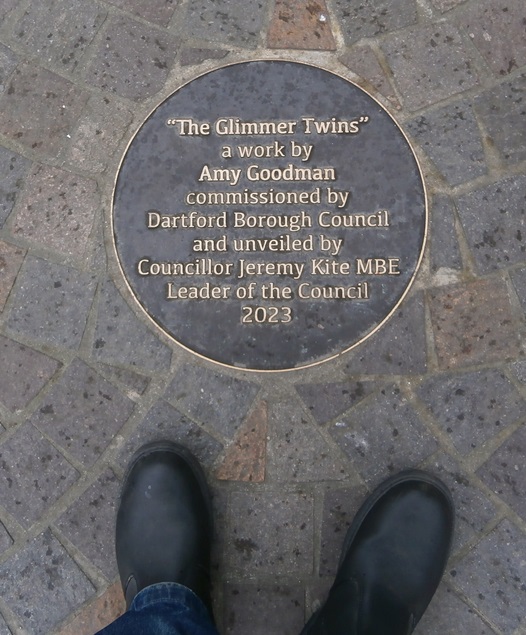 “The Glimmer Twins”
a work by
Amy Goodman
commissioned by
Dartford Borough Council
and unveiled by
Councillor Jeremy Kite MBE
Leader of the Council
2023